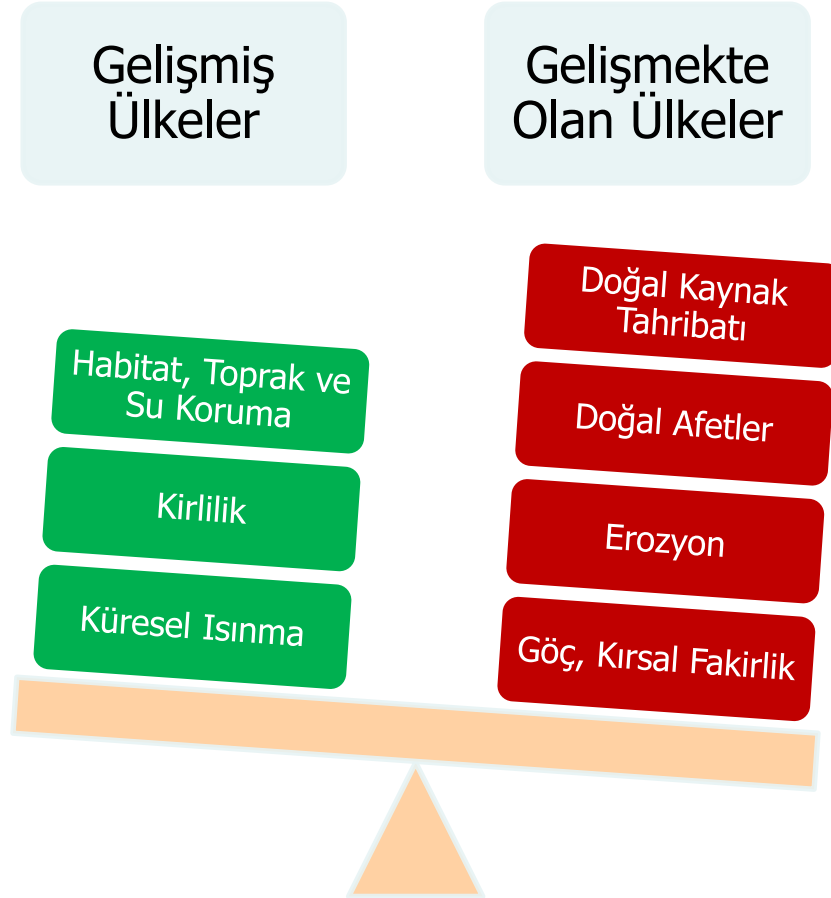 Gelişmiş
Ülkeler
Gelişmekte
Olan Ülkeler
Habitat, Toprak ve
Su Koruma
Kirlilik
Küresel Isınma
Doğal Kaynak
Tahribatı
Doğal Afetler
Erozyon
Göç, Kırsal Fakirlik